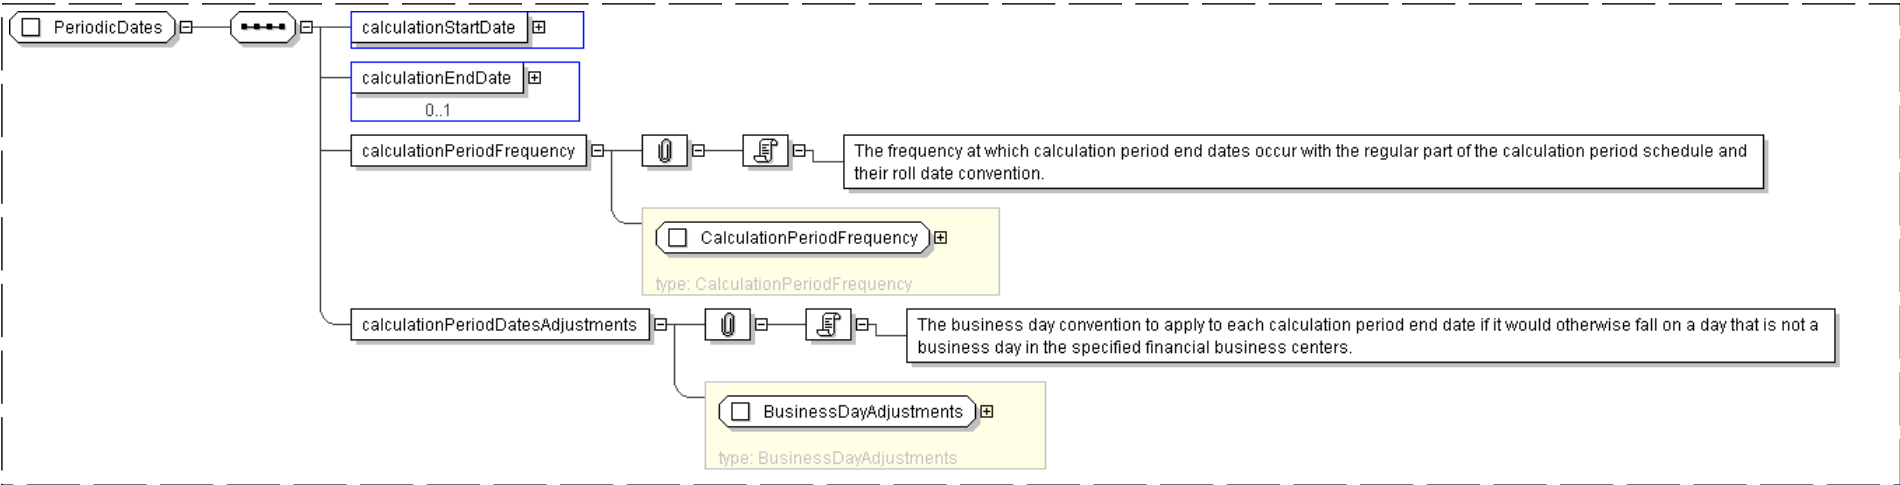 PeriodicDates
calculationStartDate
calculationEndDate
0..1
calculationPeriodFrequency
The frequency at which calculation period end dates occur with the regular part of the calculation period schedule and
their roll date convention.
CalculationPeriodFrequency
type: CalculationPeriodFrequency
calculationPeriodDatesAdjustments
The business day convention to apply to each calculation period end date if it would otherwise fall on a day that is not a
business day in the specified financial business centers.
BusinessDayAdjustments
type: BusinessDayAdjustments